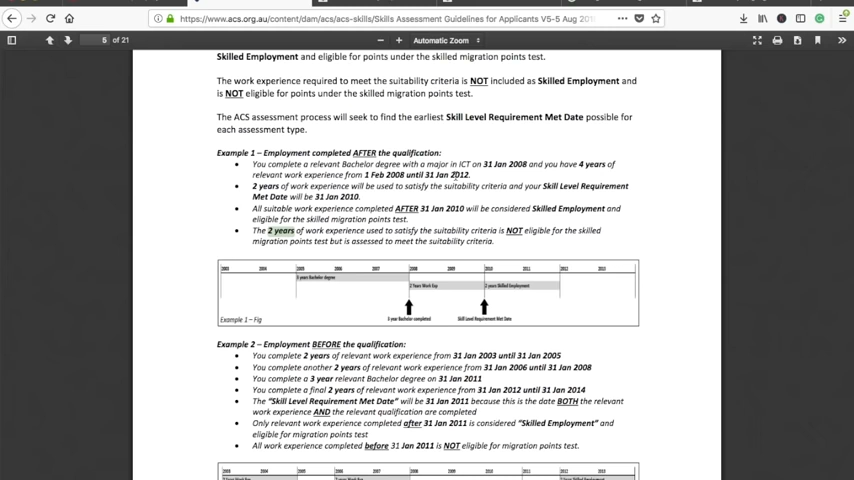 https://www.acs.org.au/content/dam/acs/acs-skills/Skills Assessment Guidelines for Applicants V5-5 Aug
5 of 21
Automatic Zoom
Skilled Employment and eligible for points under the skilled migration points test.
The work experience required to meet the suitability criteria is NOT included as Skilled Employment and
is NOT eligible for points under the skilled migration points test.
The ACS assessment process will seek to find the earliest Skill Level Requirement Met Date possible for
each assessment type.
Example 1 – Employment completed AFTER the qualification:
• You complete a relevant Bachelor degree with a major in ICT on 31 Jan 2008 and you have 4 years of
relevant work experience from 1 Feb 2008 until 31 Jan 2012.
• 2 years of work experience will be used to satisfy the suitability criteria and your Skill Level Requirement
Met Date will be 31 Jan 2010.
• All suitable work experience completed AFTER 31 Jan 2010 will be considered Skilled Employment and
eligible for the skilled migration points test.
• The 2 years of work experience used to satisfy the suitability criteria is NOT eligible for the skilled
migration points test but is assessed to meet the suitability criteria.
2003 2004 2005 2006 2007 2008 2009 2010 2011 2012 2013
3 years Bachelor degree
2 Years Work Exp 2 years Skilled Employment
3 year Bachelor completed Skill Level Requirement Met Date
Example 1 – Fig
Example 2 – Employment BEFORE the qualification:
• You complete 2 years of relevant work experience from 31 Jan 2003 until 31 Jan 2005
• You complete another 2 years of relevant work experience from 31 Jan 2006 until 31 Jan 2008
• You complete a 3 year relevant Bachelor degree on 31 Jan 2011
• You complete a final 2 years of relevant work experience from 31 Jan 2012 until 31 Jan 2014
• The "Skill Level Requirement Met Date" will be 31 Jan 2011 because this is the date BOTH the relevant
work experience AND the relevant qualification are completed
• Only relevant work experience completed after 31 Jan 2011 is considered "Skilled Employment" and
eligible for migration points test
• All work experience completed before 31 Jan 2011 is NOT eligible for migration points test.
2003 2004 2005 2006 2007 2008 2009 2010 2011 2012 2013